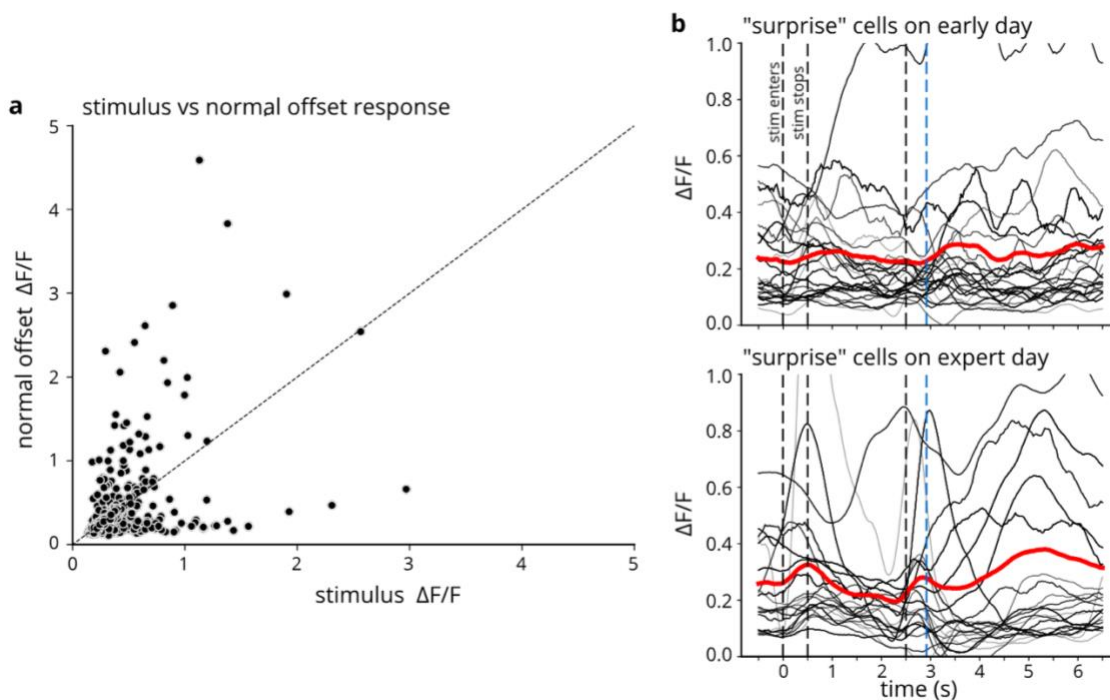 a
stimulus vs normal offset response
5
4
3
2
1
0
normal offset ΔF/F
0 1 2 3 4 5
stimulus ΔF/F
b
"surprise" cells on early day
1.0
0.8
0.6
0.4
0.2
0.0
ΔF/F
stim enters
stim stops
"surprise" cells on expert day
1.0
0.8
0.6
0.4
0.2
0.0
ΔF/F
0 1 2 3 4 5 6
time (s)